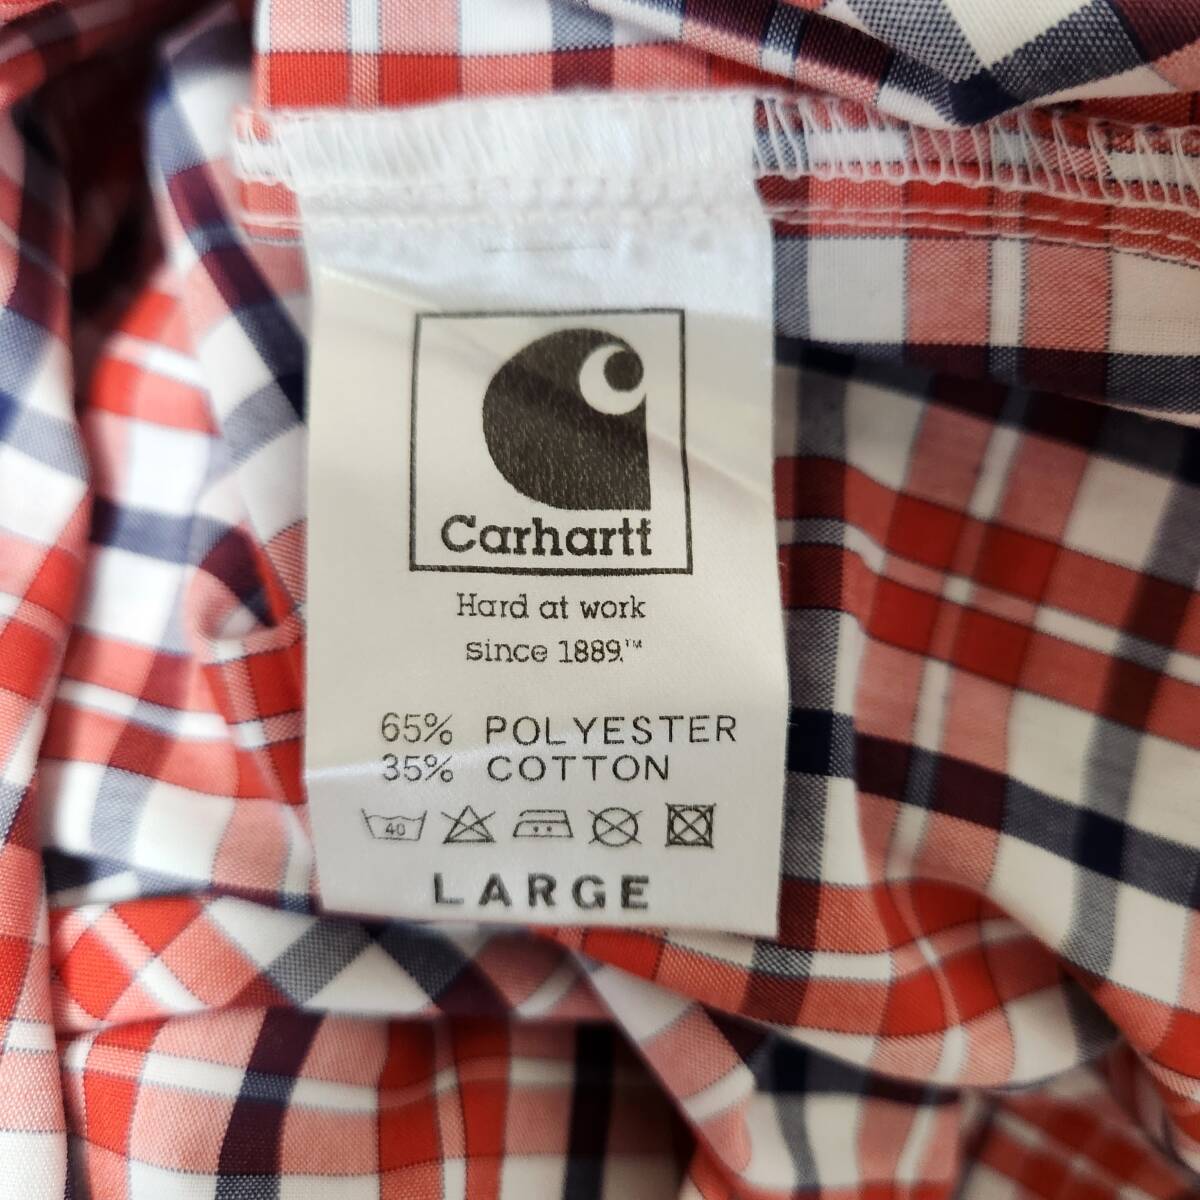 Carhartt
Hard at work
since 1889.™
65% POLYESTER
35% COTTON
40
LARGE